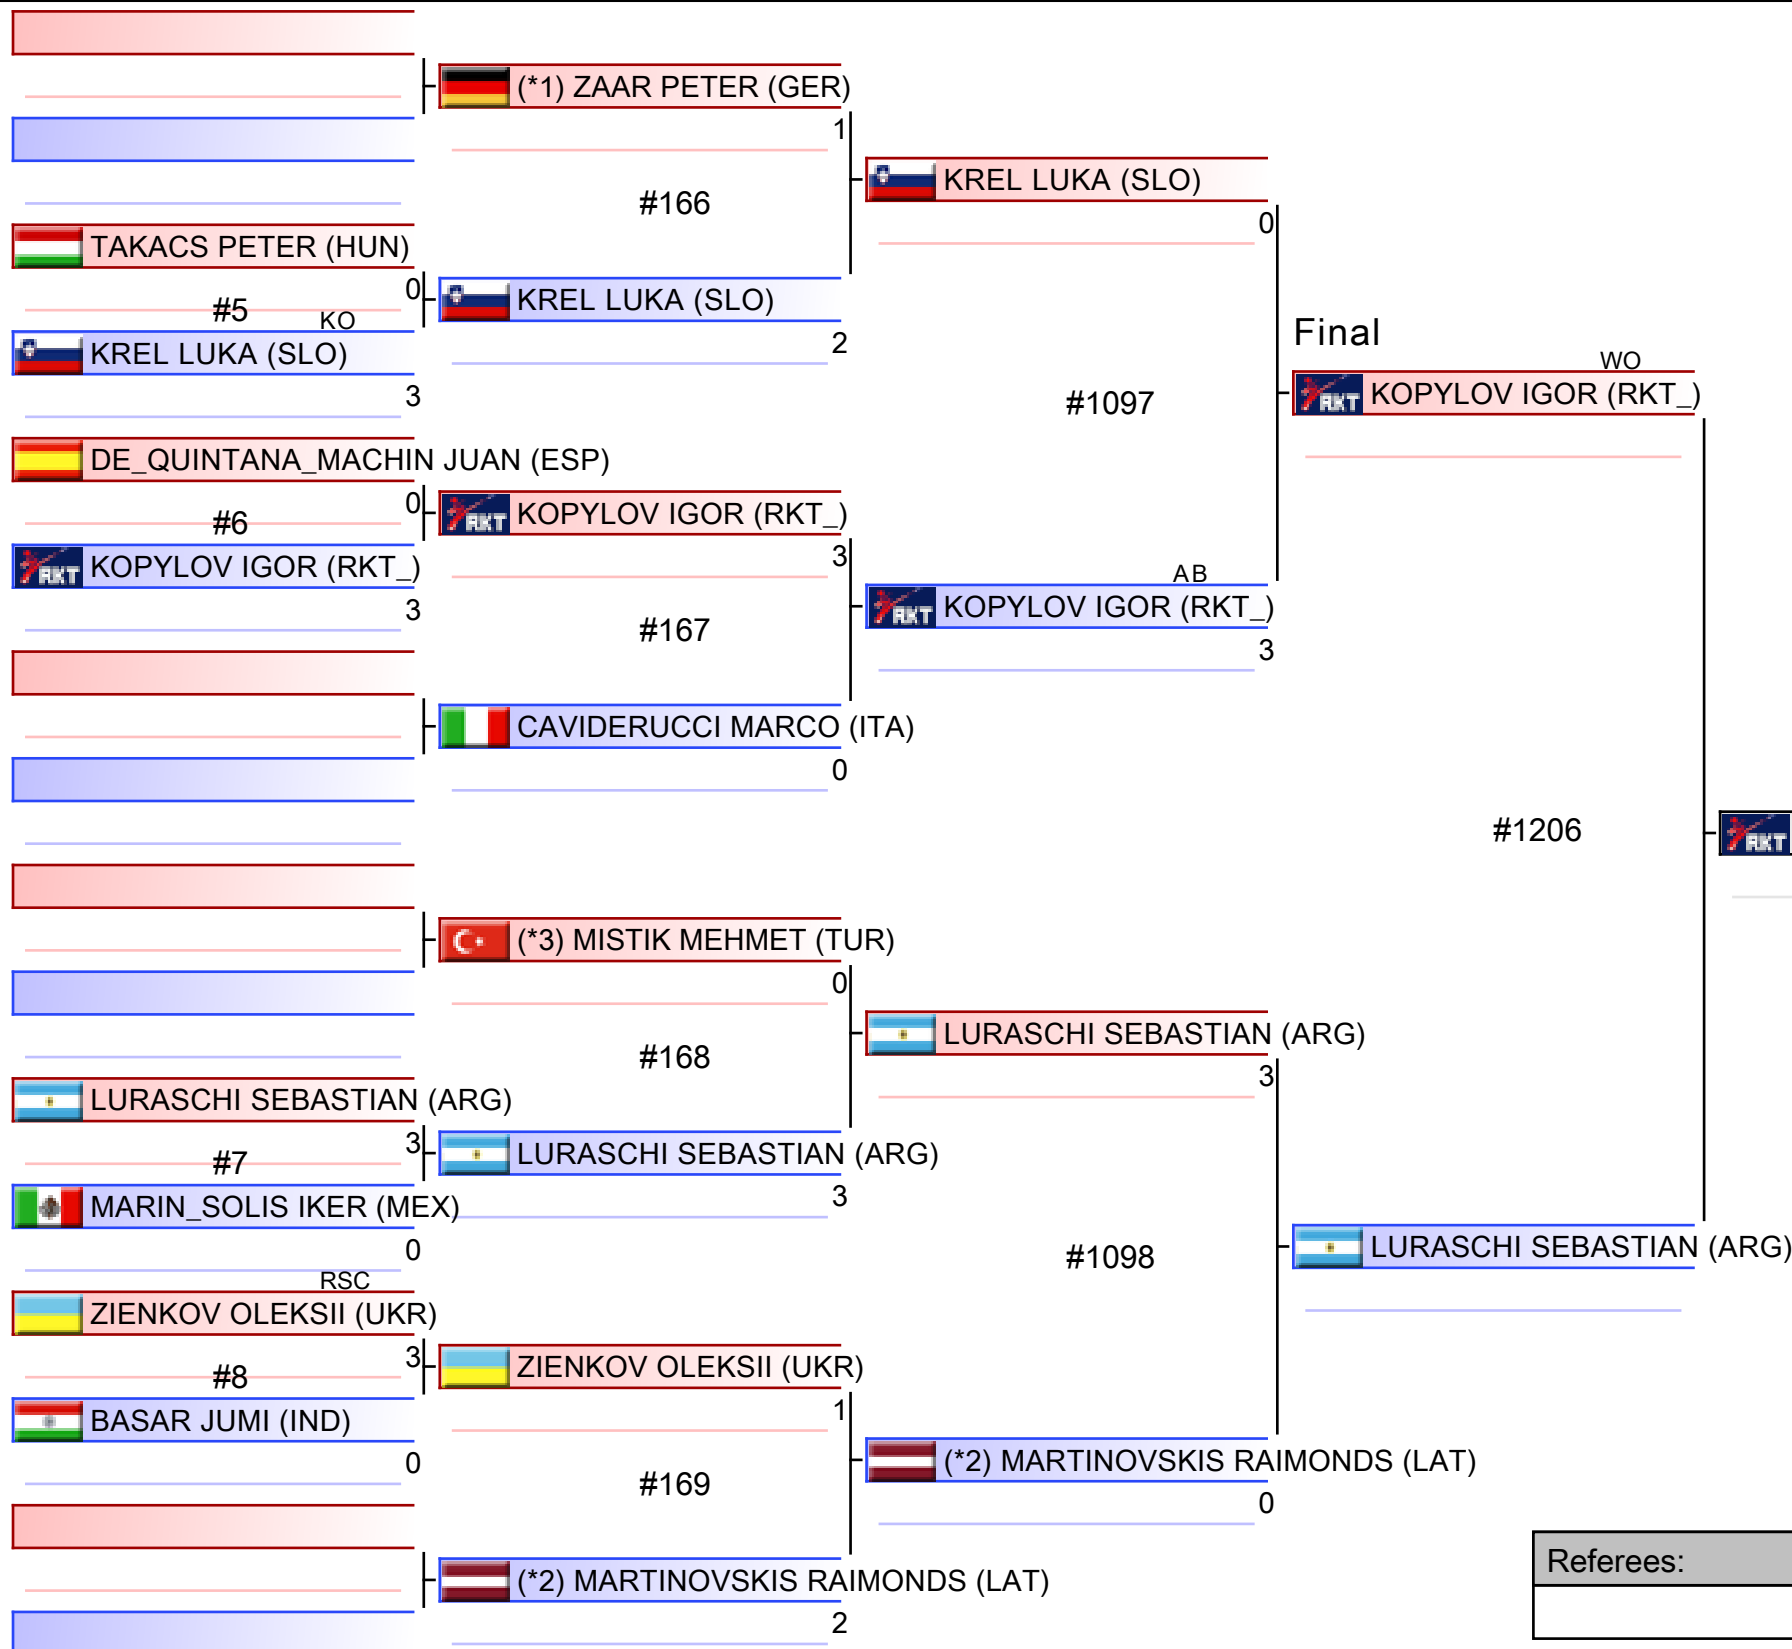 (*1) ZAAR PETER (GER)
1
#166
KREL LUKA (SLO)
0
TAKACS PETER (HUN)
0
#5
KO
KREL LUKA (SLO)
3
KREL LUKA (SLO)
2
Final
WO
#1097
RKT KOPYLOV IGOR (RKT_)
DE_QUINTANA_MACHIN JUAN (ESP)
0
#6
RKT KOPYLOV IGOR (RKT_)
3
RKT KOPYLOV IGOR (RKT_)
3
#167
AB
RKT KOPYLOV IGOR (RKT_)
3
CAVIDERUCCI MARCO (ITA)
0
#1206
RKT
(*3) MISTIK MEHMET (TUR)
0
#168
LURASCHI SEBASTIAN (ARG)
3
LURASCHI SEBASTIAN (ARG)
3
#7
MARIN_SOLIS IKER (MEX)
0
LURASCHI SEBASTIAN (ARG)
3
#1098
LURASCHI SEBASTIAN (ARG)
RSC
ZIENKOV OLEKSII (UKR)
3
#8
BASAR JUMI (IND)
0
ZIENKOV OLEKSII (UKR)
1
#169
(*2) MARTINOVSKIS RAIMONDS (LAT)
0
(*2) MARTINOVSKIS RAIMONDS (LAT)
2
Referees: